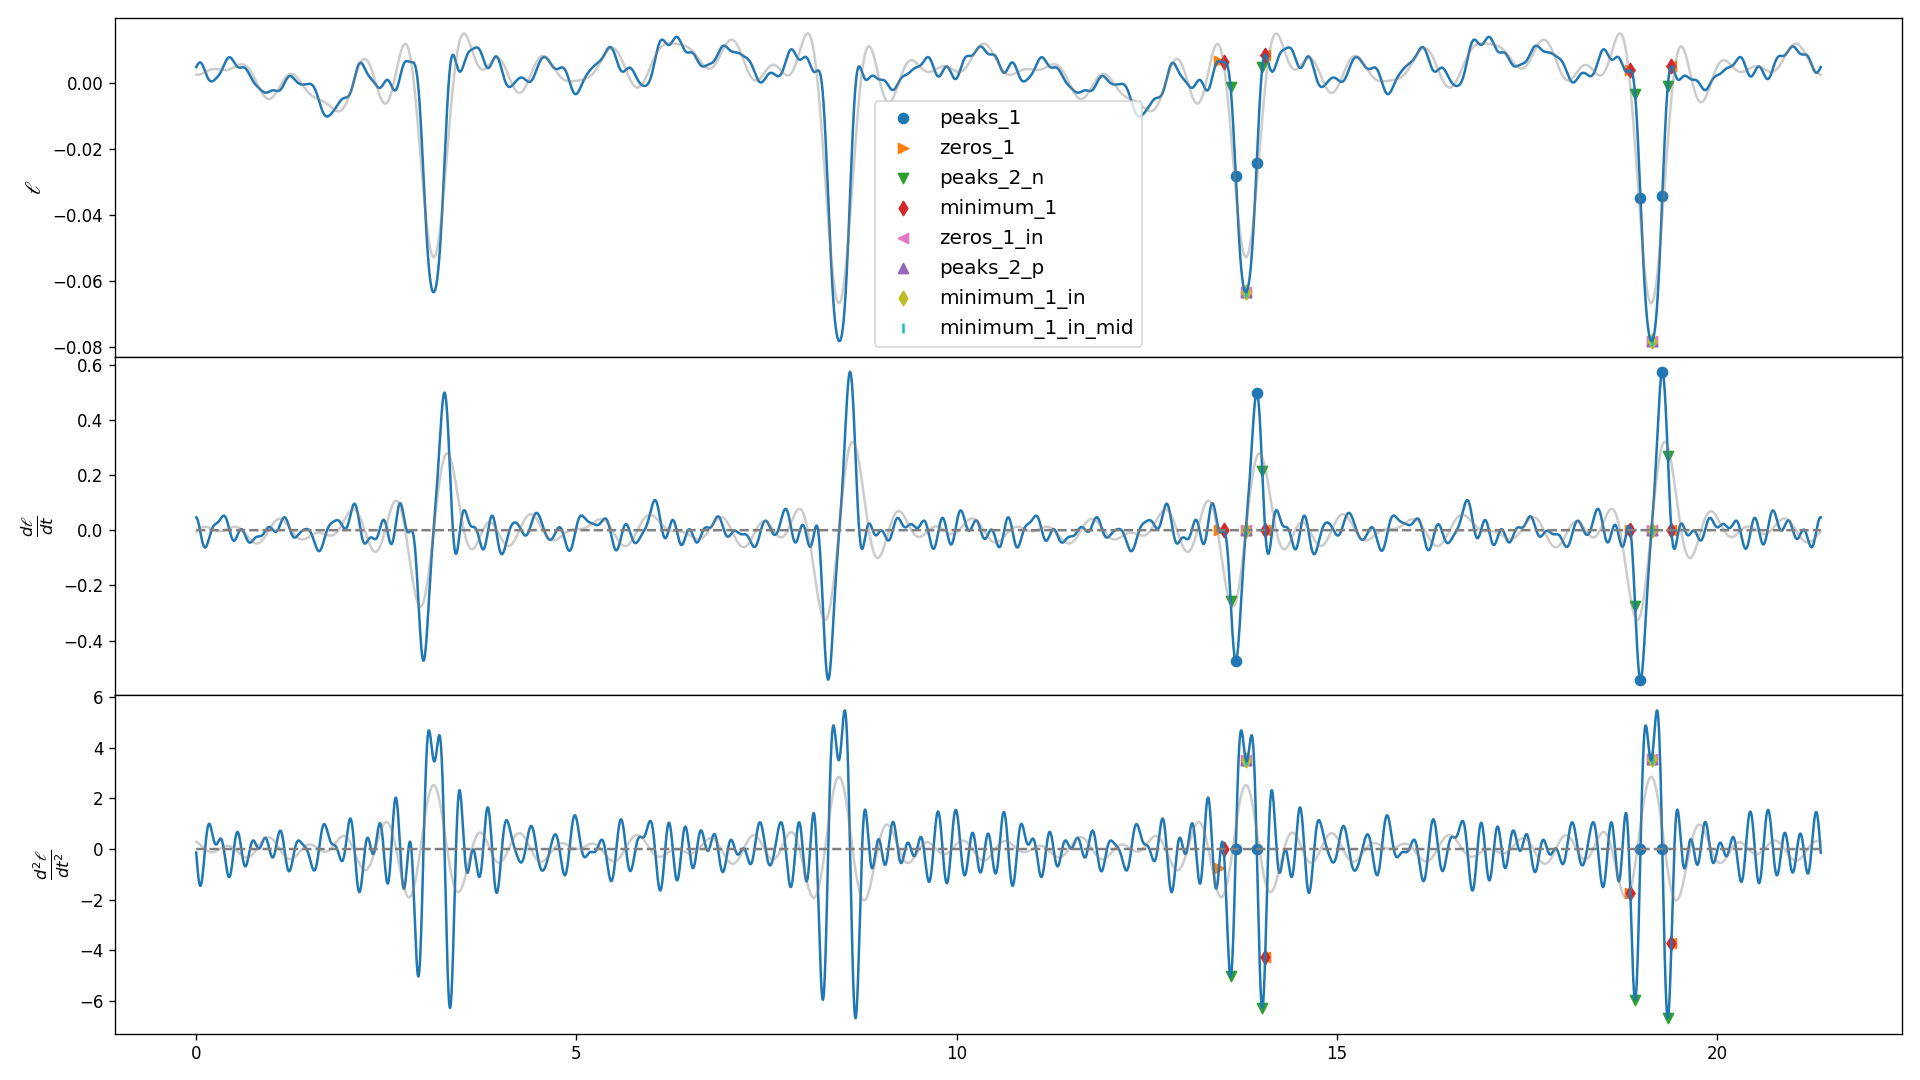 0.00
−0.02
−0.04
−0.06
−0.08
ℓ
peaks_1
zeros_1
peaks_2_n
minimum_1
zeros_1_in
peaks_2_p
minimum_1_in
minimum_1_in_mid
0.6
0.4
0.2
0.0
−0.2
−0.4
dℓ/dt
6
4
2
0
−2
−4
−6
d²ℓ/dt²
0 5 10 15 20